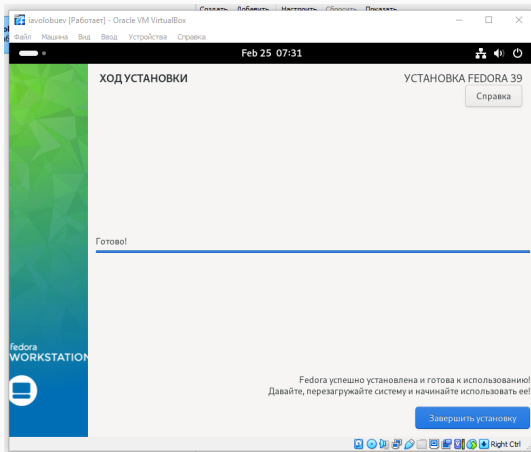 Создать Добавить Настроить Сбросить Показать
iavolobuev [Работает] - Oracle VM VirtualBox
Файл Машина Вид Ввод Устройства Справка
Feb 25 07:31
ХОД УСТАНОВКИ
УСТАНОВКА FEDORA 39
Справка
Готово!
fedora
WORKSTATION
Fedora успешно установлена и готова к использованию!
Давайте, перезагружайте систему и начинайте использовать ее!
Завершить установку
Right Ctrl